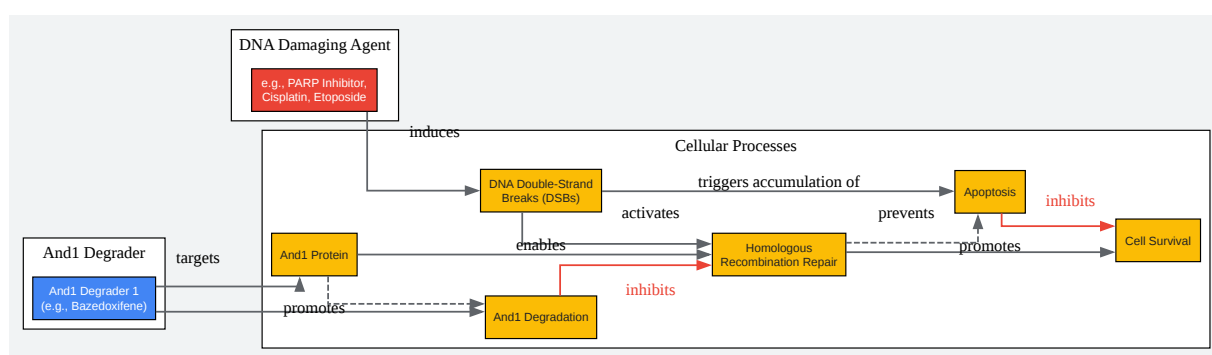 DNA Damaging Agent
e.g., PARP Inhibitor,
Cisplatin, Etoposide
induces
Cellular Processes
DNA Double-Strand
Breaks (DSBs)
triggers accumulation of
Apoptosis
inhibits
activates
prevents
And1 Protein
enables
Homologous
Recombination Repair
promotes
Cell Survival
And1 Degrader
targets
And1 Degrader 1
(e.g., Bazedoxifene)
promotes
And1 Degradation
inhibits